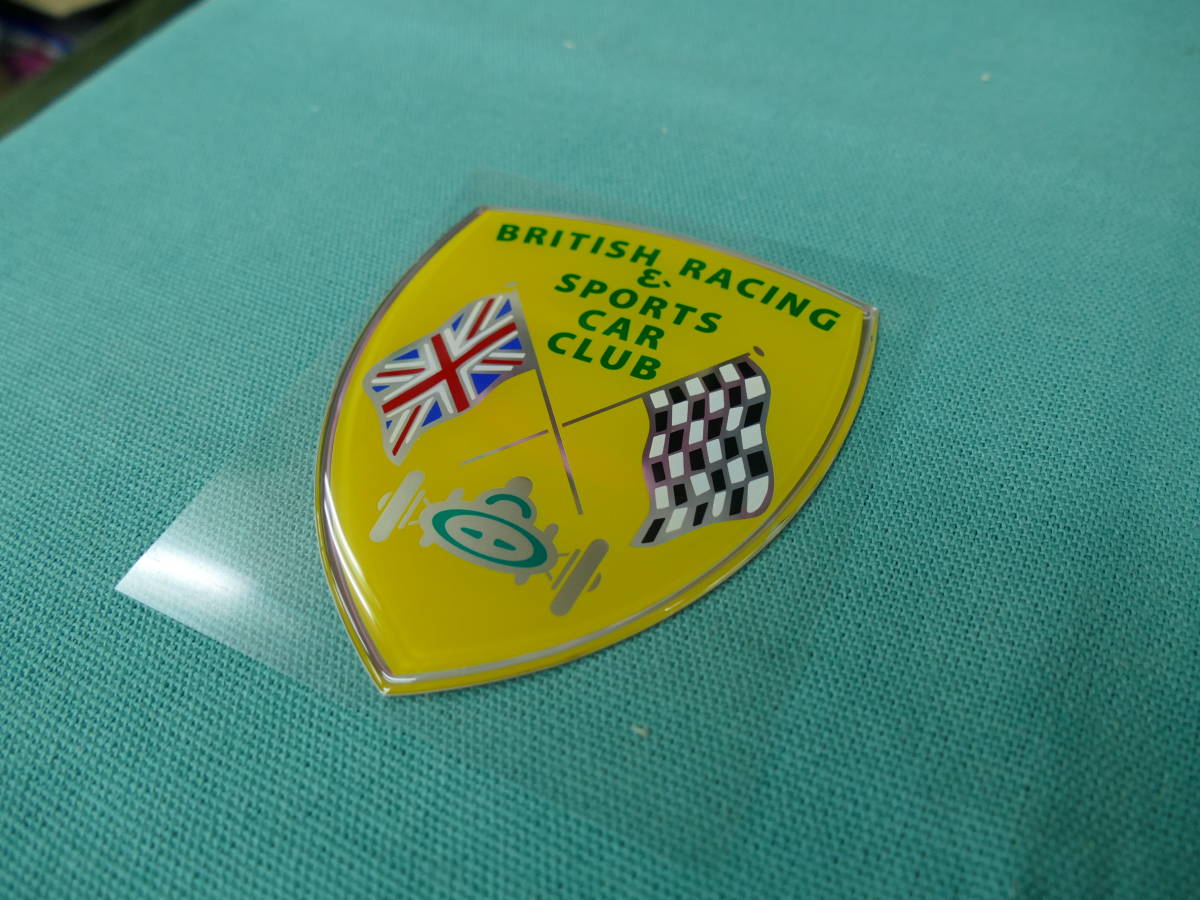 BRITISH RACING
&
SPORTS
CAR
CLUB